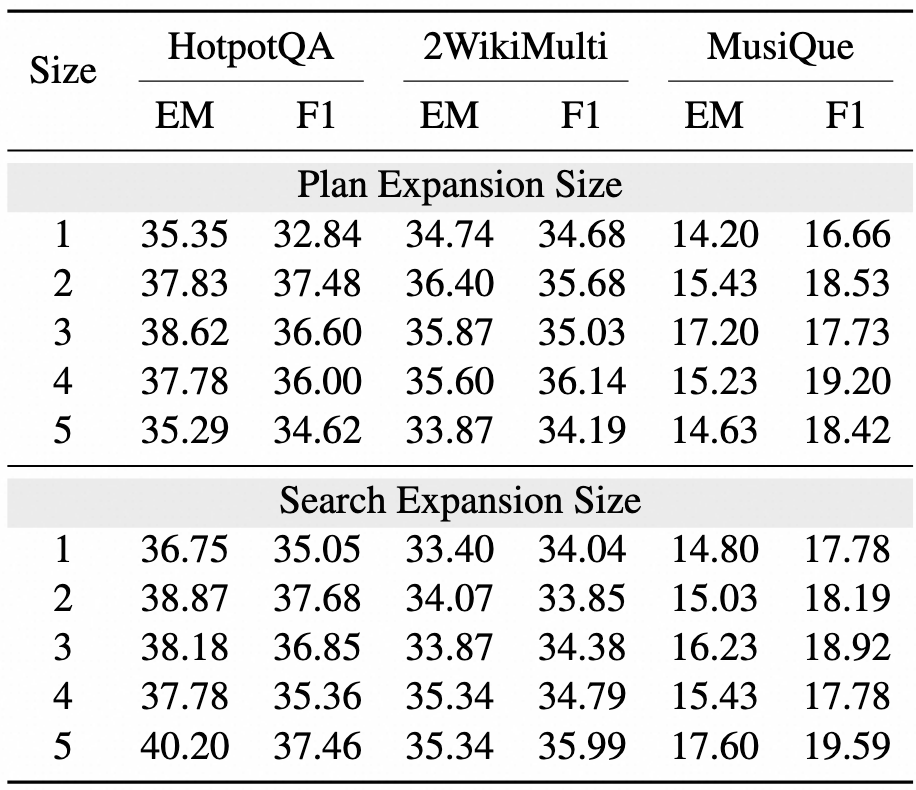 Size HotpotQA 2WikiMulti MusiQue
EM F1 EM F1 EM F1
Plan Expansion Size
1 35.35 32.84 34.74 34.68 14.20 16.66
2 37.83 37.48 36.40 35.68 15.43 18.53
3 38.62 36.60 35.87 35.03 17.20 17.73
4 37.78 36.00 35.60 36.14 15.23 19.20
5 35.29 34.62 33.87 34.19 14.63 18.42
Search Expansion Size
1 36.75 35.05 33.40 34.04 14.80 17.78
2 38.87 37.68 34.07 33.85 15.03 18.19
3 38.18 36.85 33.87 34.38 16.23 18.92
4 37.78 35.36 35.34 34.79 15.43 17.78
5 40.20 37.46 35.34 35.99 17.60 19.59